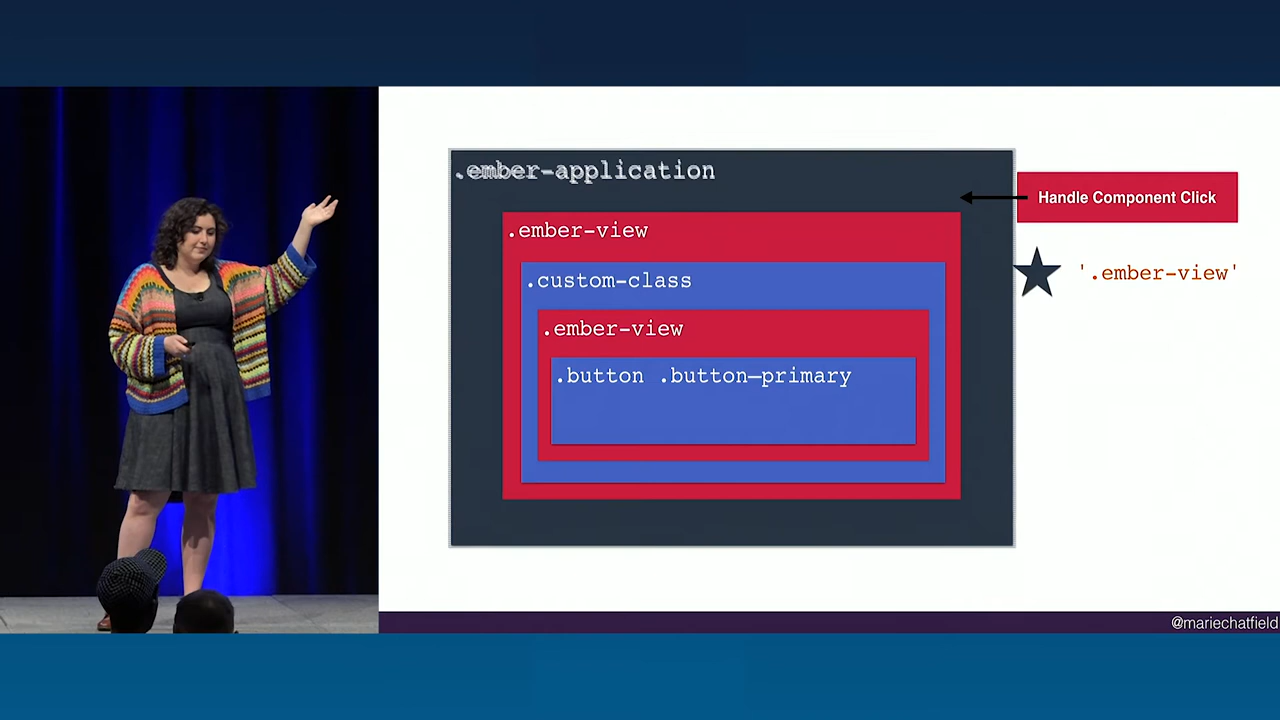 .ember-application
Handle Component Click
.ember-view
'.ember-view'
.custom-class
.ember-view
.button .button—primary
@mariechatfield